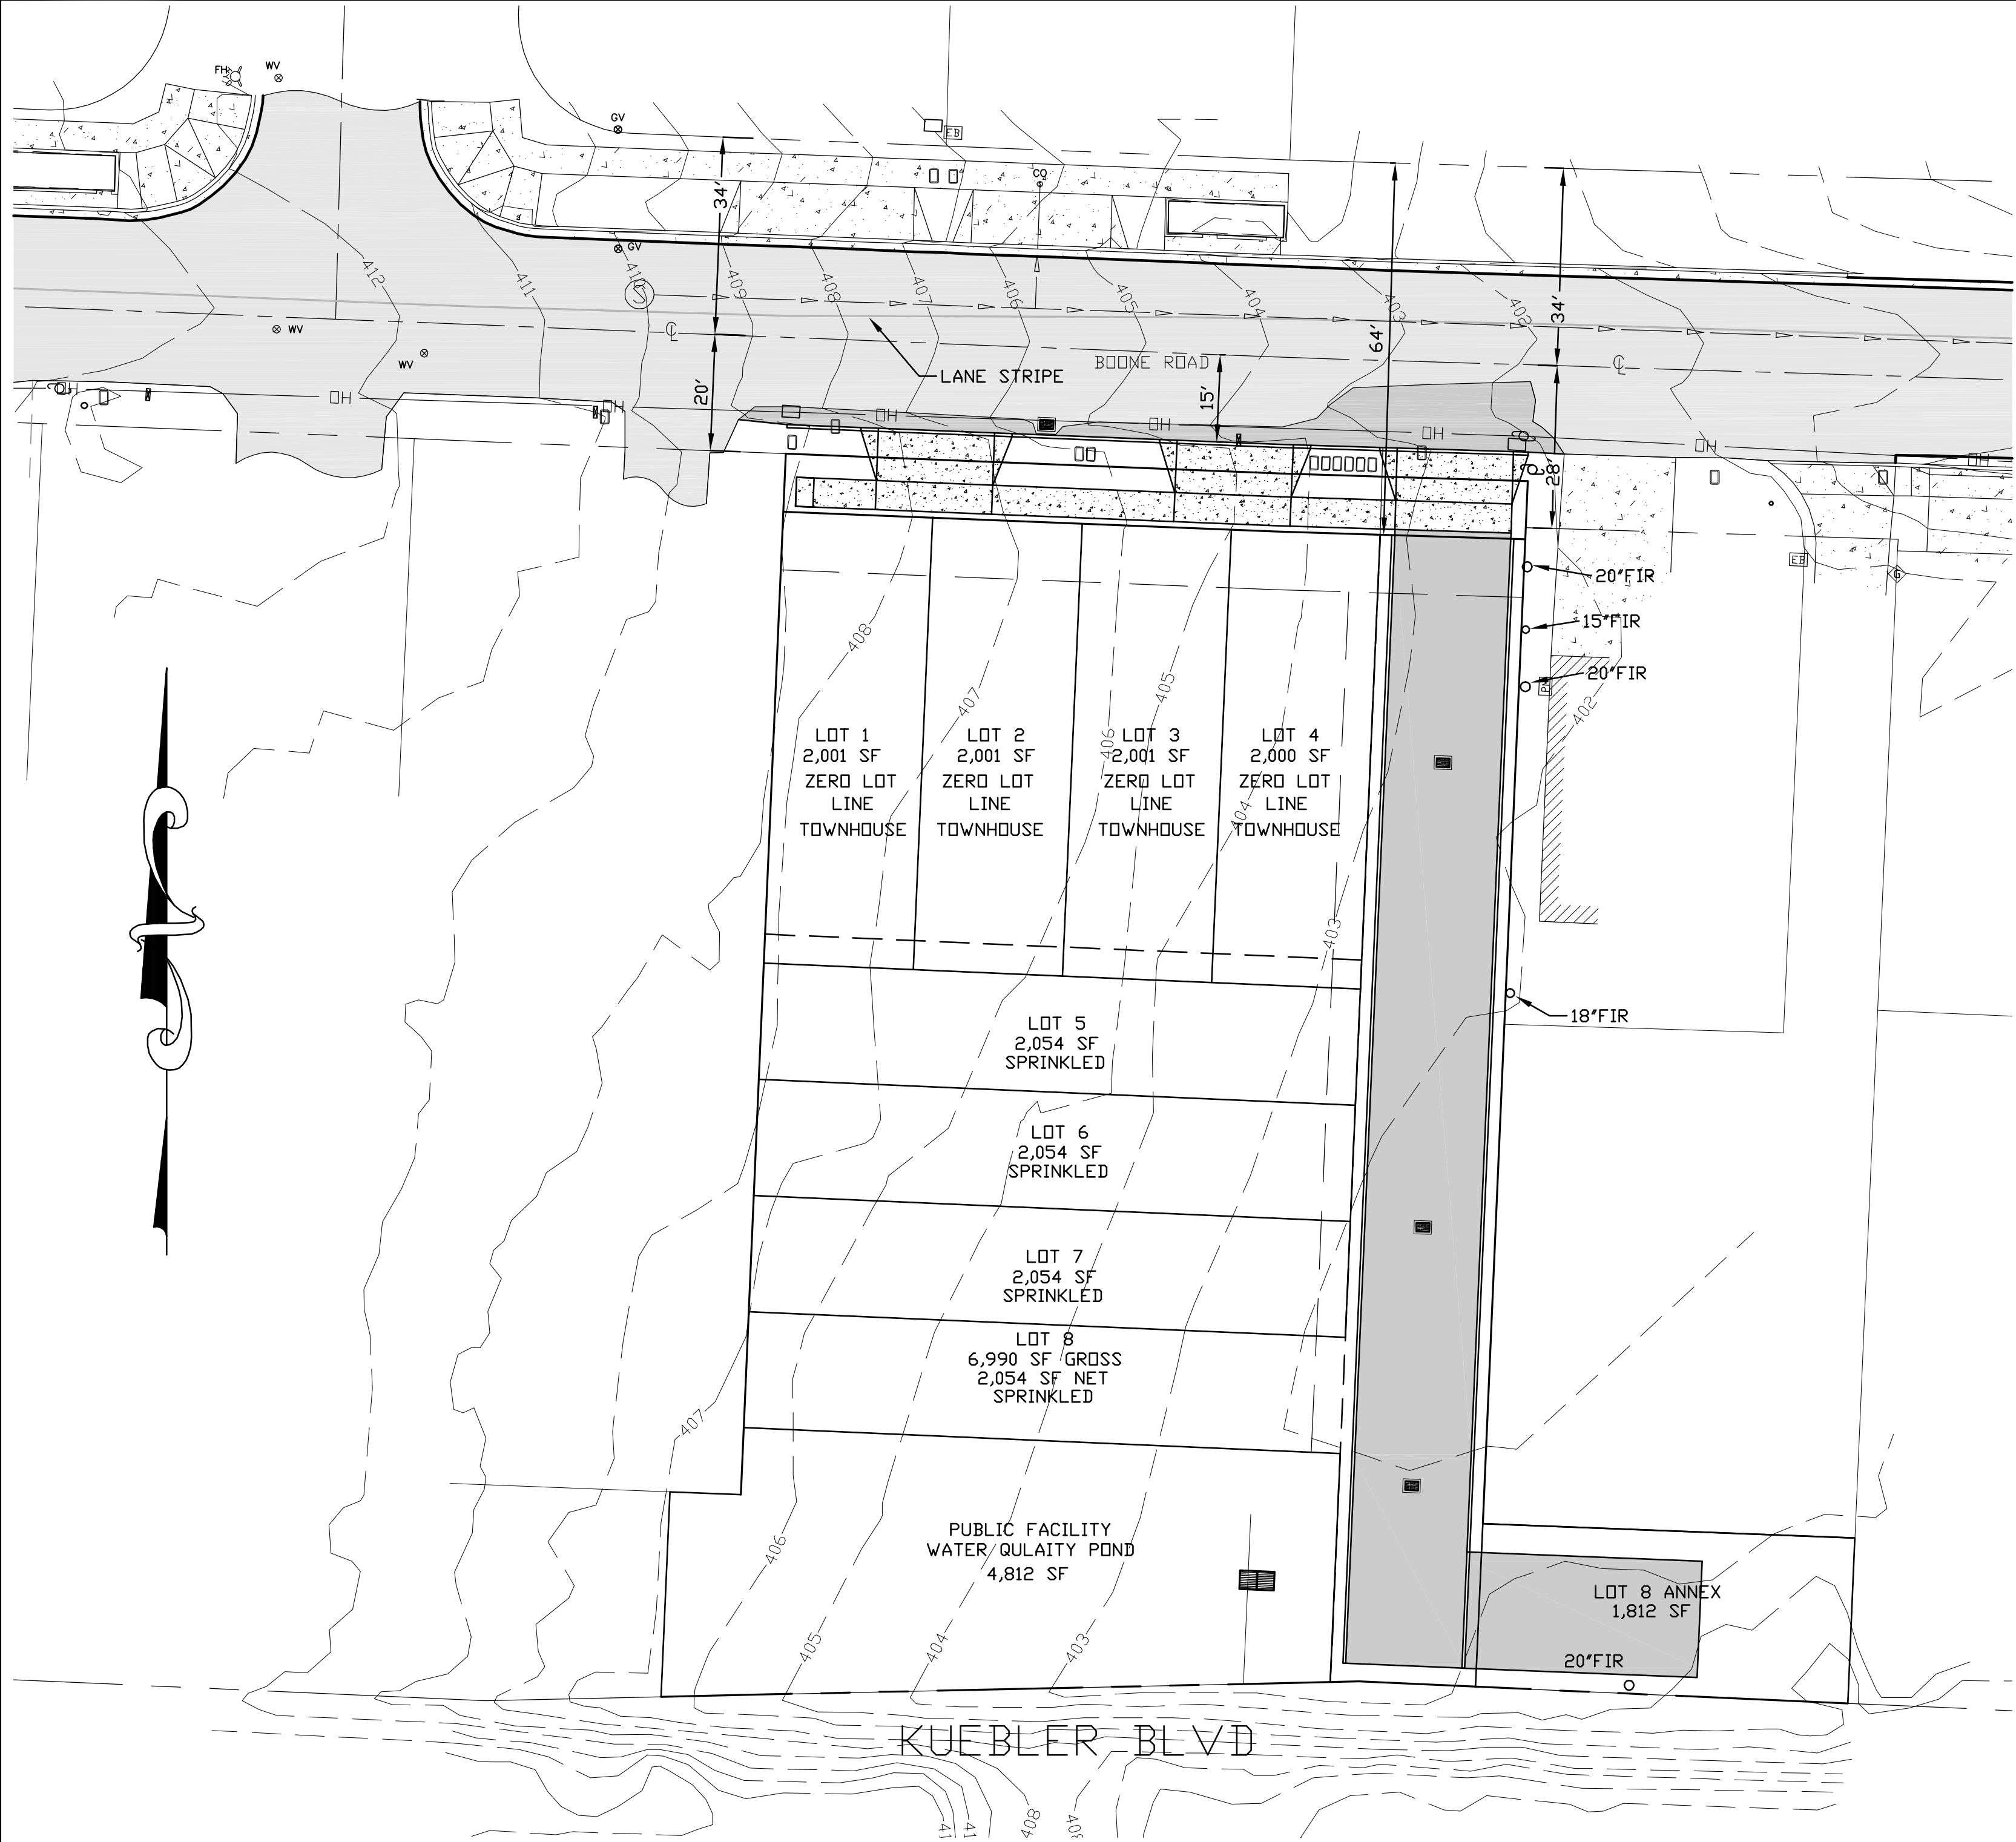 FH
WV
GV
EB
CO
34'
GV
412
411
410
409
408
407
406
405
404
403
402
S
34'
64'
WV
WV
BOONE ROAD
LANE STRIPE
20'
15'
OH
OH
OH
OH
OH
OH
OH
OH
28'
EB
G
20"FIR
15"FIR
20"FIR
402
408
407
406
405
404
403
LOT 1
2,001 SF
ZERO LOT
LINE
TOWNHOUSE
LOT 2
2,001 SF
ZERO LOT
LINE
TOWNHOUSE
LOT 3
2,001 SF
ZERO LOT
LINE
TOWNHOUSE
LOT 4
2,000 SF
ZERO LOT
LINE
TOWNHOUSE
18"FIR
LOT 5
2,054 SF
SPRINKLED
LOT 6
2,054 SF
SPRINKLED
LOT 7
2,054 SF
SPRINKLED
LOT 8
6,990 SF GROSS
2,054 SF NET
SPRINKLED
407
PUBLIC FACILITY
WATER QULAITY POND
4,812 SF
406
405
404
403
LOT 8 ANNEX
1,812 SF
20"FIR
KUEBLER BLVD
408